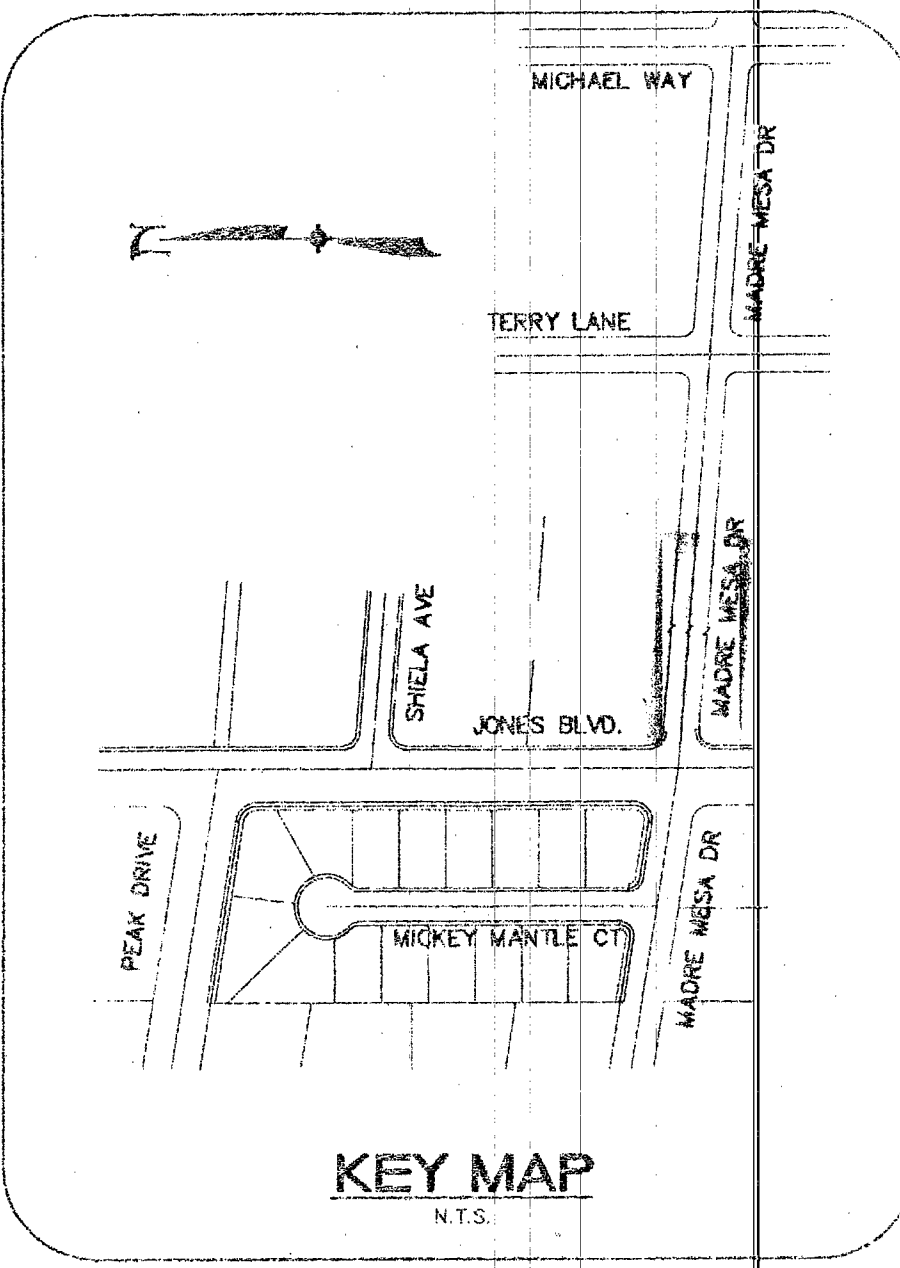 MICHAEL WAY
MADRE MESA DR
TERRY LANE
MADRE MESA DR
SHIELA AVE
JONES BLVD.
PEAK DRIVE
MADRE MESA DR
MICKEY MANTLE CT
KEY MAP
N.T.S.